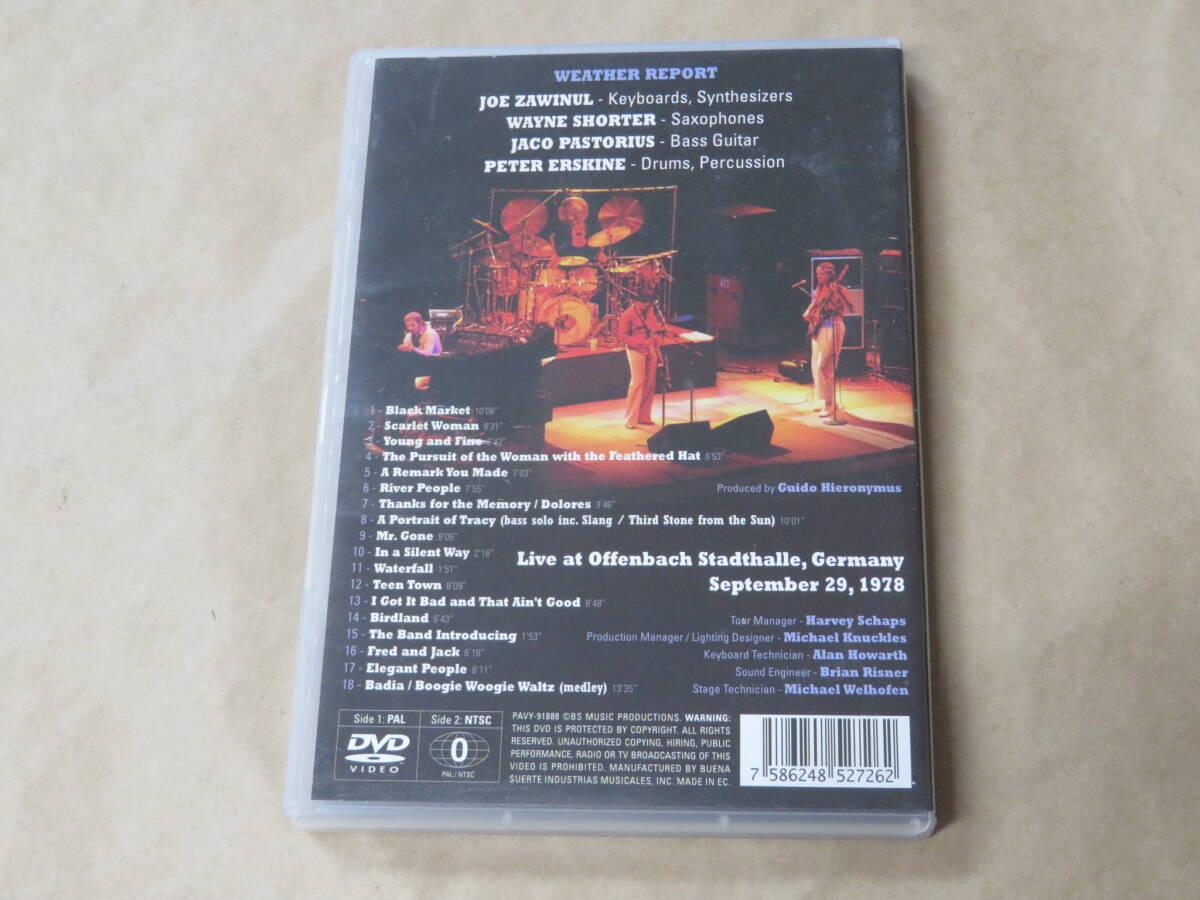 WEATHER REPORT
JOE ZAWINUL - Keyboards, Synthesizers
WAYNE SHORTER - Saxophones
JACO PASTORIUS - Bass Guitar
PETER ERSKINE - Drums, Percussion
1 - Black Market 10'06"
2 - Scarlet Woman 9'31"
3 - Young and Fine 6'42"
4 - The Pursuit of the Woman with the Feathered Hat 6'53"
5 - A Remark You Made 7'03"
6 - River People 7'55"
7 - Thanks for the Memory / Dolores 3'46"
8 - A Portrait of Tracy (bass solo inc. Slang / Third Stone from the Sun) 10'01"
9 - Mr. Gone 9'05"
10 - In a Silent Way 2'16"
11 - Waterfall 1'51"
12 - Teen Town 8'09"
13 - I Got It Bad and That Ain't Good 8'48"
14 - Birdland 6'43"
15 - The Band Introducing 1'53"
16 - Fred and Jack 6'16"
17 - Elegant People 8'11"
18 - Badia / Boogie Woogie Waltz (medley) 13'35"
Produced by Guido Hieronymus
Live at Offenbach Stadthalle, Germany
September 29, 1978
Tour Manager - Harvey Schaps
Production Manager / Lighting Designer - Michael Knuckles
Keyboard Technician - Alan Howarth
Sound Engineer - Brian Risner
Stage Technician - Michael Welhofen
Side 1: PAL
DVD
VIDEO
Side 2: NTSC
0
PAL / NTSC
PAVY-91888 ©BS MUSIC PRODUCTIONS. WARNING:
THIS DVD IS PROTECTED BY COPYRIGHT. ALL RIGHTS
RESERVED. UNAUTHORIZED COPYING, HIRING, PUBLIC
PERFORMANCE, RADIO OR TV BROADCASTING OF THIS
VIDEO IS PROHIBITED. MANUFACTURED BY BUENA
SUERTE INDUSTRIAS MUSICALES, INC. MADE IN EC.
7 586248 527262